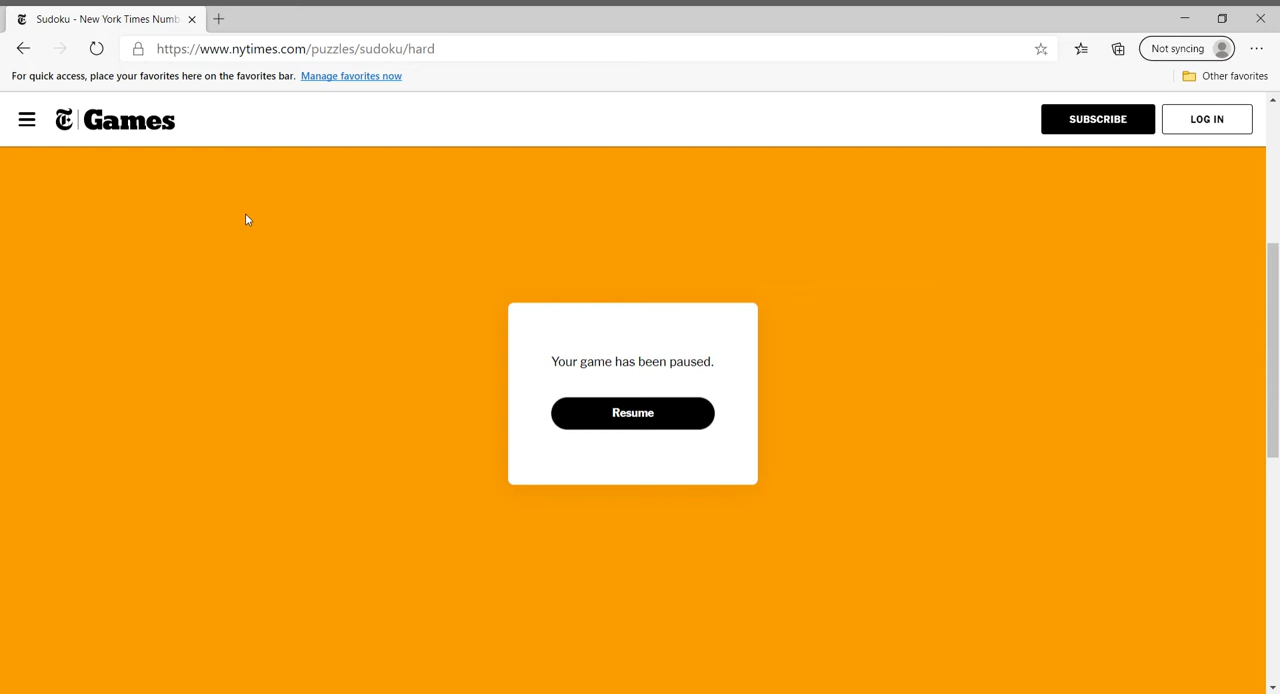 Sudoku - New York Times Numb
https://www.nytimes.com/puzzles/sudoku/hard
Not syncing
For quick access, place your favorites here on the favorites bar. Manage favorites now
Other favorites
T Games
SUBSCRIBE
LOG IN
Your game has been paused.
Resume